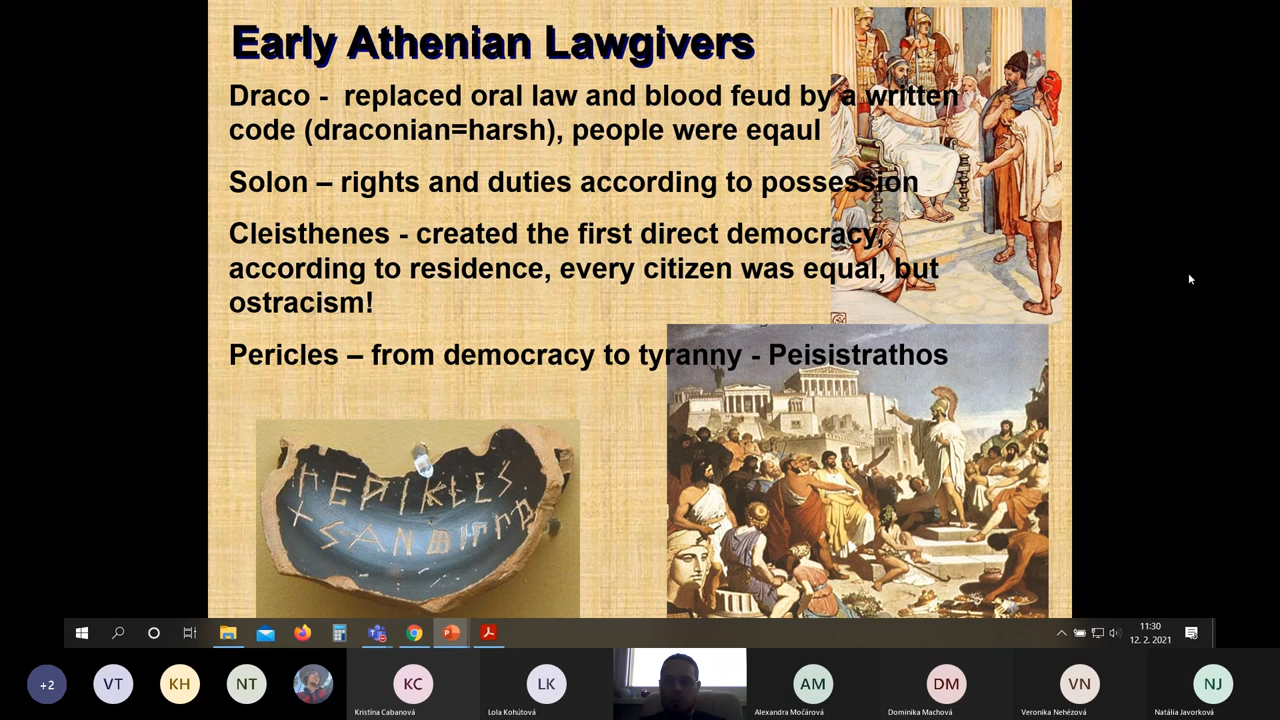 Early Athenian Lawgivers
Draco -  replaced oral law and blood feud by a written
code (draconian=harsh), people were eqaul
Solon – rights and duties according to possession
Cleisthenes - created the first direct democracy,
according to residence, every citizen was equal, but
ostracism!
Pericles – from democracy to tyranny - Peisistrathos
11:30
12. 2. 2021
+2
VT
KH
NT
KC
Kristína Cabanová
LK
Lola Kohútová
AM
Alexandra Močárová
DM
Dominika Machová
VN
Veronika Nehézová
NJ
Natália Javorková